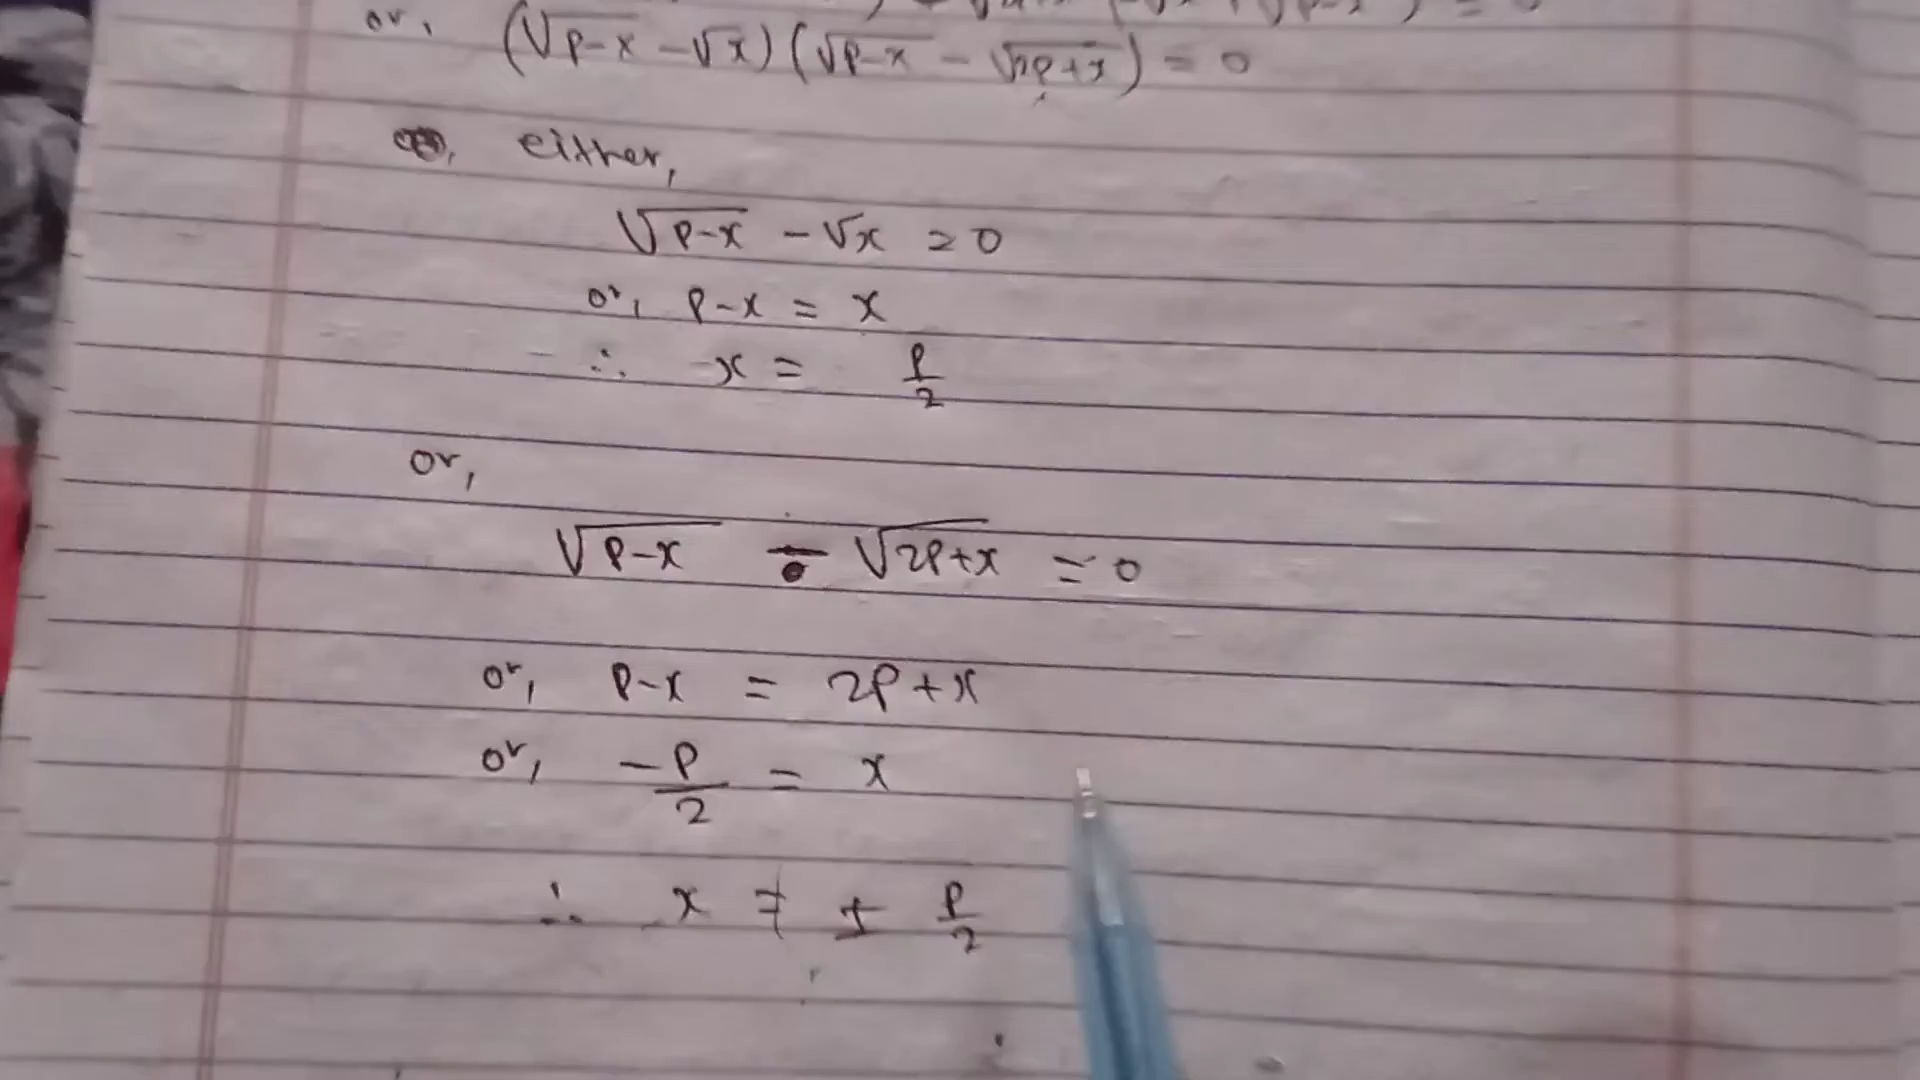 or, (√p-x - √x) (√p-x - √2p+x) = 0
either,
√p-x - √x = 0
or, p-x = x
∴ x = p/2
or,
√p-x - √2p+x = 0
or, p-x = 2p+x
or, -p/2 = x
∴ x ≠ ± p/2